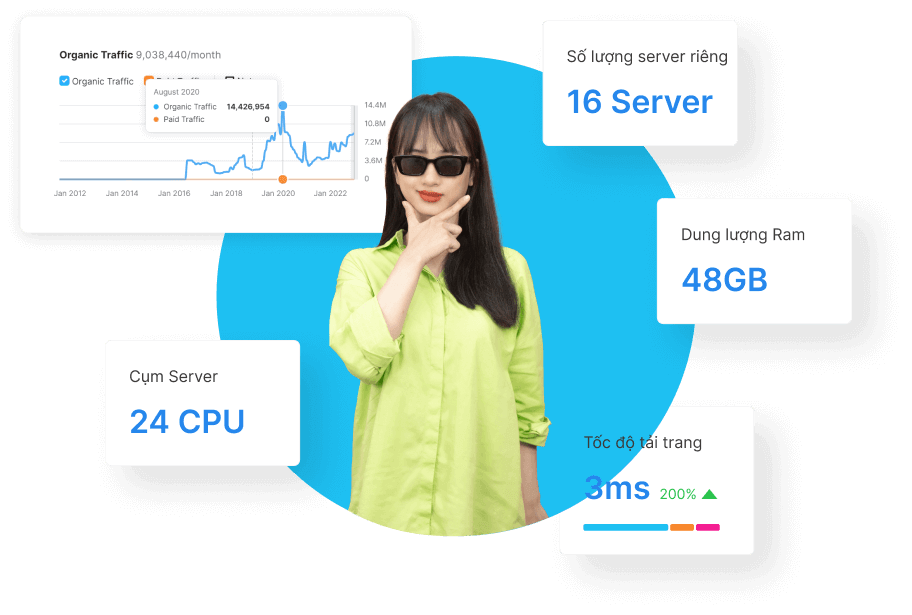 Organic Traffic 9,038,440/month
Organic Traffic
August 2020
Organic Traffic 14,426,954
Paid Traffic 0
14.4M
10.8M
7.2M
3.6M
0
Jan 2012 Jan 2014 Jan 2016 Jan 2018 Jan 2020 Jan 2022
Số lượng server riêng
16 Server
Dung lượng Ram
48GB
Cụm Server
24 CPU
Tốc độ tải trang
3ms 200%